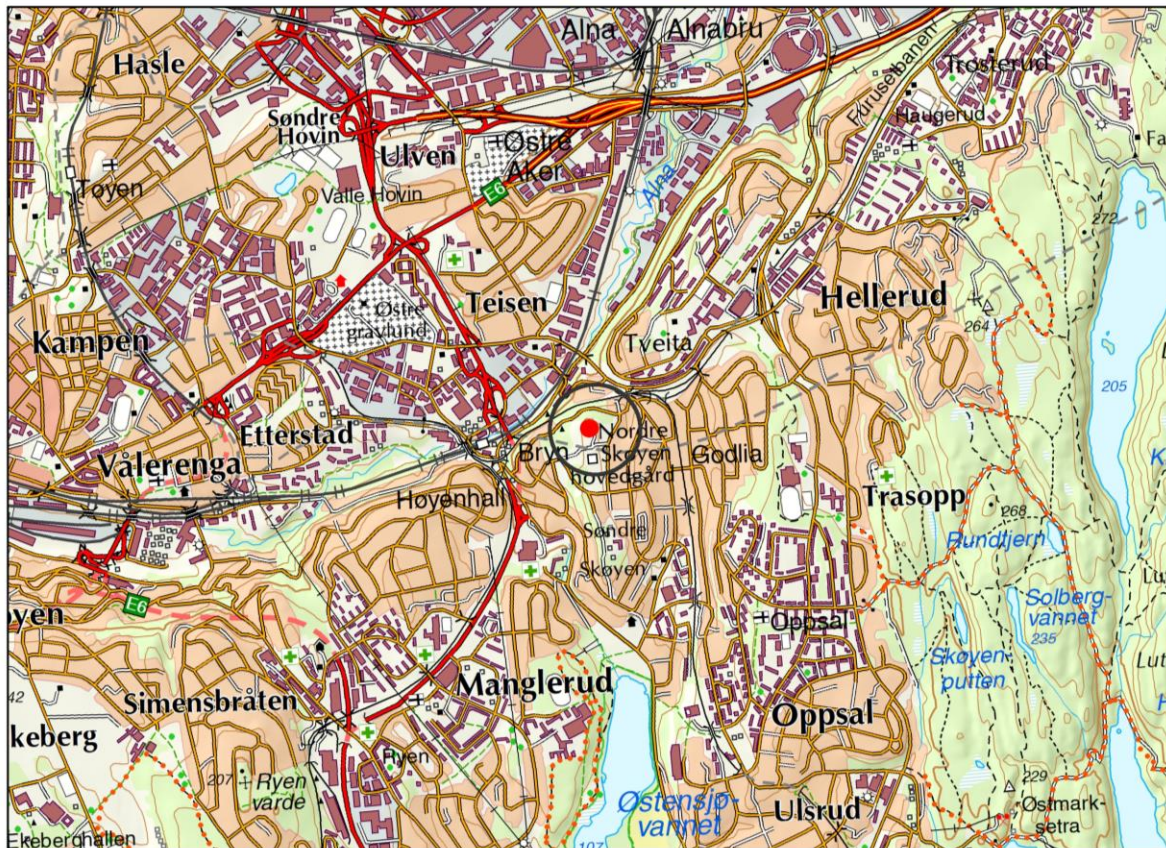 Alna
Alnabru
Hasle
Trosterud
Furusetbanen
Søndre
Hovin
Haugerud
Ulven
Østre
Aker
Tøyen
Valle Hovin
E6
Alna
272
Hellerud
Teisen
Østre
gravlund
264
Kampen
Tveita
205
Etterstad
Nordre
Skøyen
hovedgård
Bryn
Godlia
Vålerenga
Høyenhall
Trasopp
268
Rundtjern
Søndre
Skøyen
E6
Solberg-
vannet
235
Oppsal
Skøyen-
putten
Simensbråten
Manglerud
Oppsal
keberg
Ryen
207
Ryen
varde
229
Østmark-
setra
Østensjø-
vannet
107
Ulsrud
Ekeberghallen